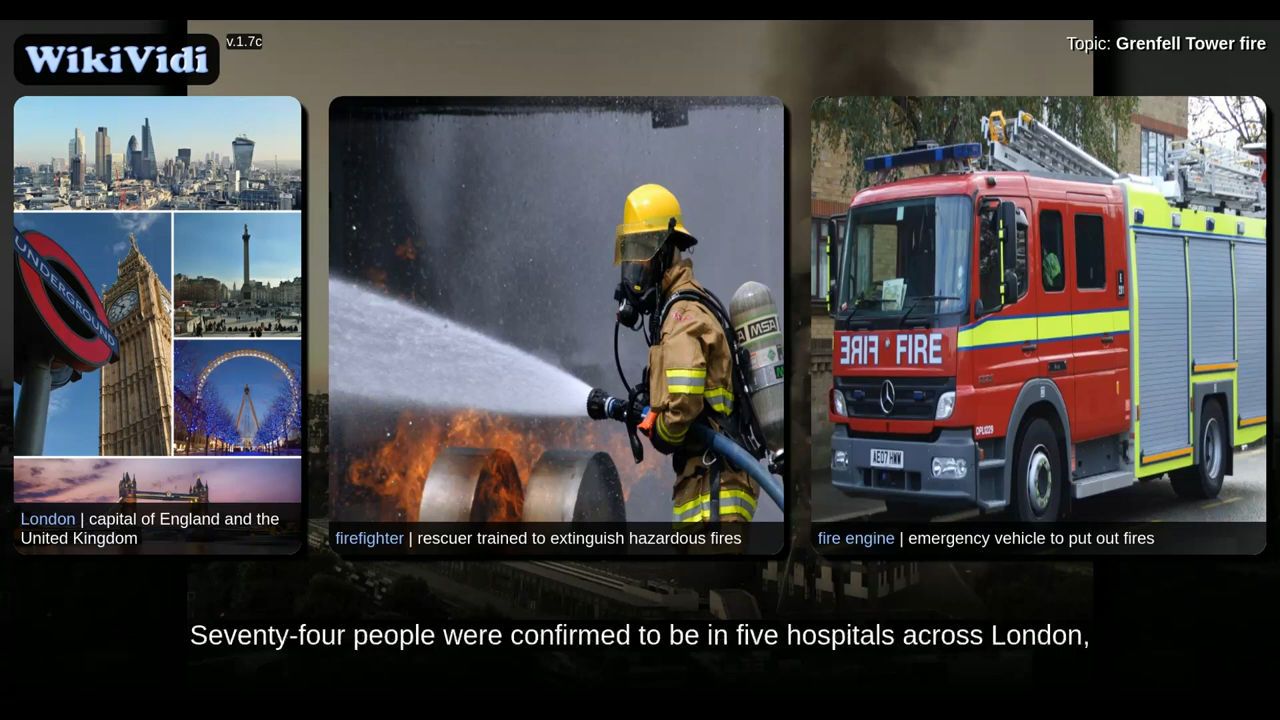 WikiVidi
v.1.7c
Topic: Grenfell Tower fire
UNDERGROUND
London | capital of England and the
United Kingdom
MSA
firefighter | rescuer trained to extinguish hazardous fires
FIRE FIRE
AE07 HWW
fire engine | emergency vehicle to put out fires
Seventy-four people were confirmed to be in five hospitals across London,